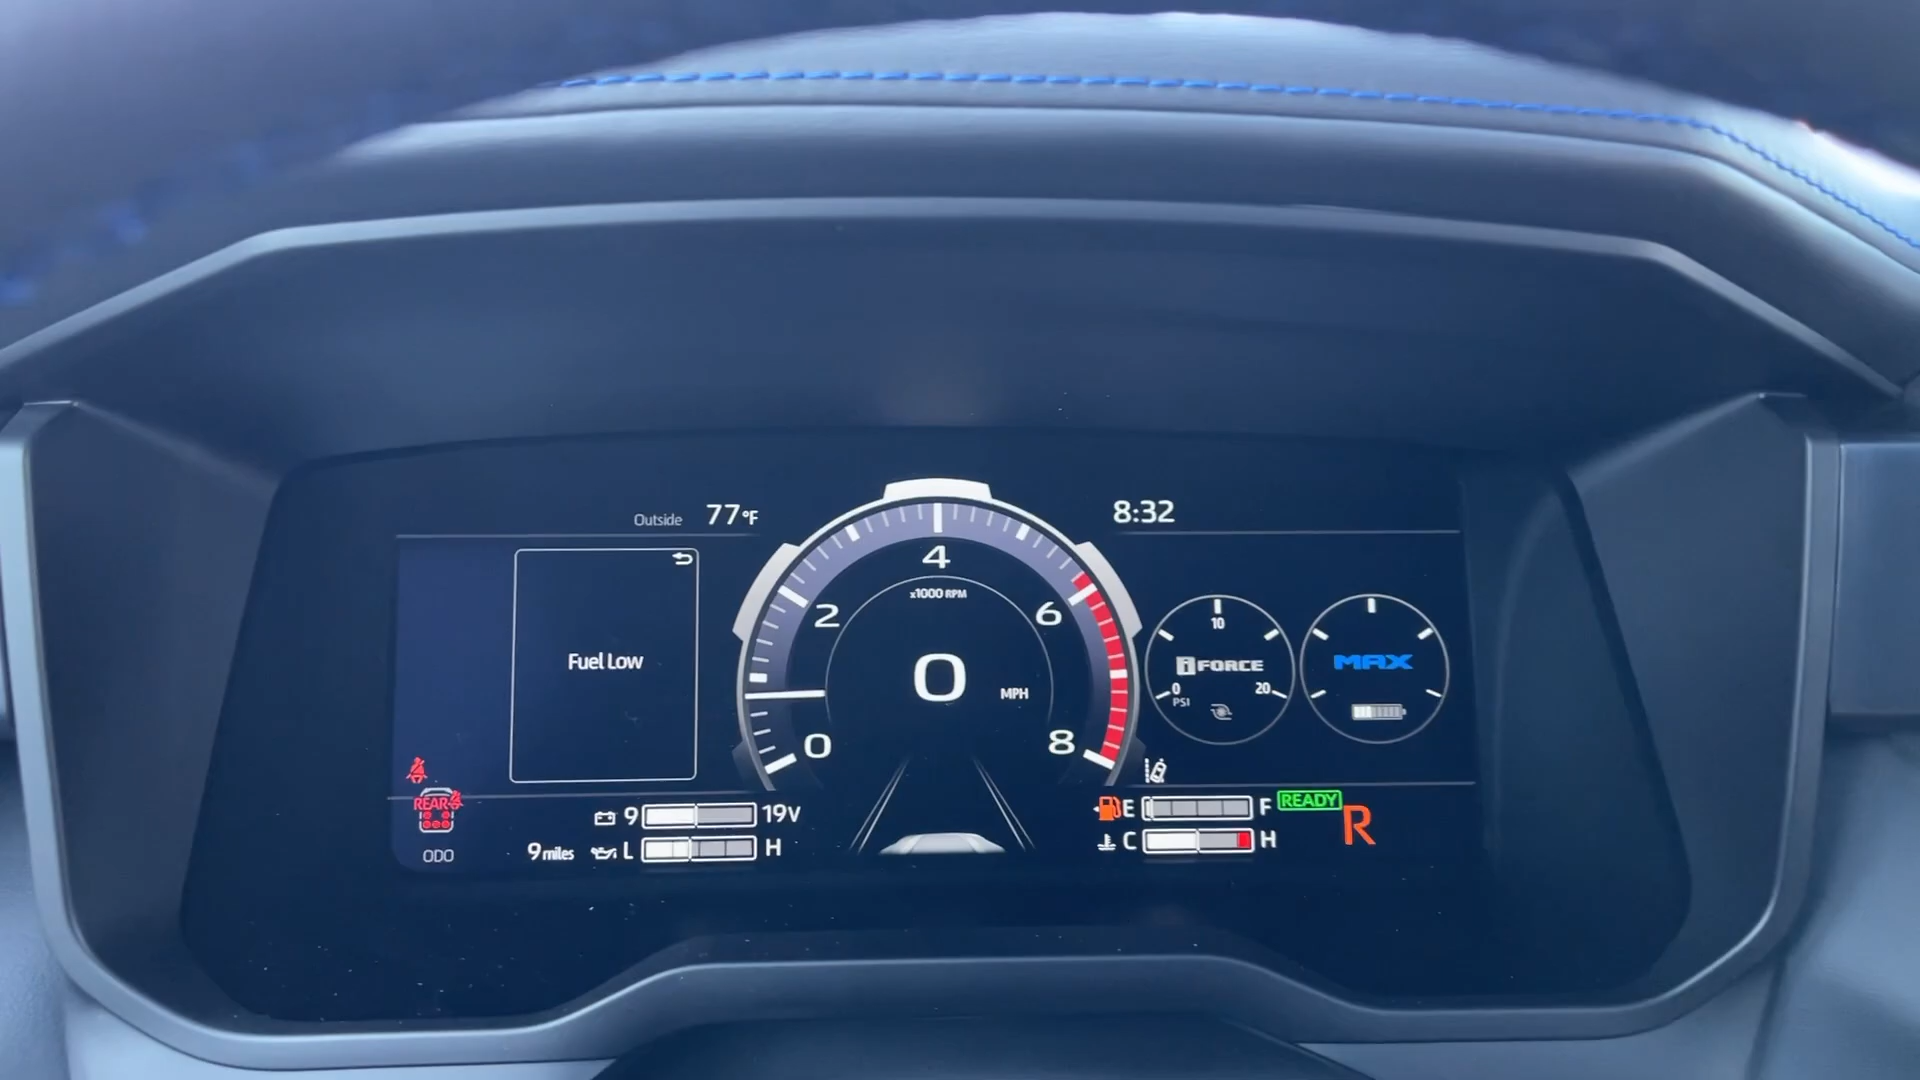 Outside 77°F
8:32
Fuel Low
4
x1000 RPM
2
6
0 MPH
0
8
10
iFORCE
0
20
PSI
MAX
REAR
9
19V
E
F
READY
R
C
H
ODO
9 miles
L
H